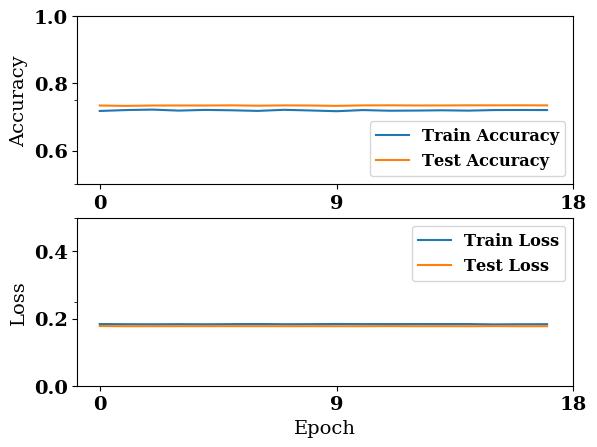 1.0
0.8
0.6
Accuracy
Train Accuracy
Test Accuracy
0 9 18
0.4
0.2
0.0
Loss
Train Loss
Test Loss
0 9 18
Epoch